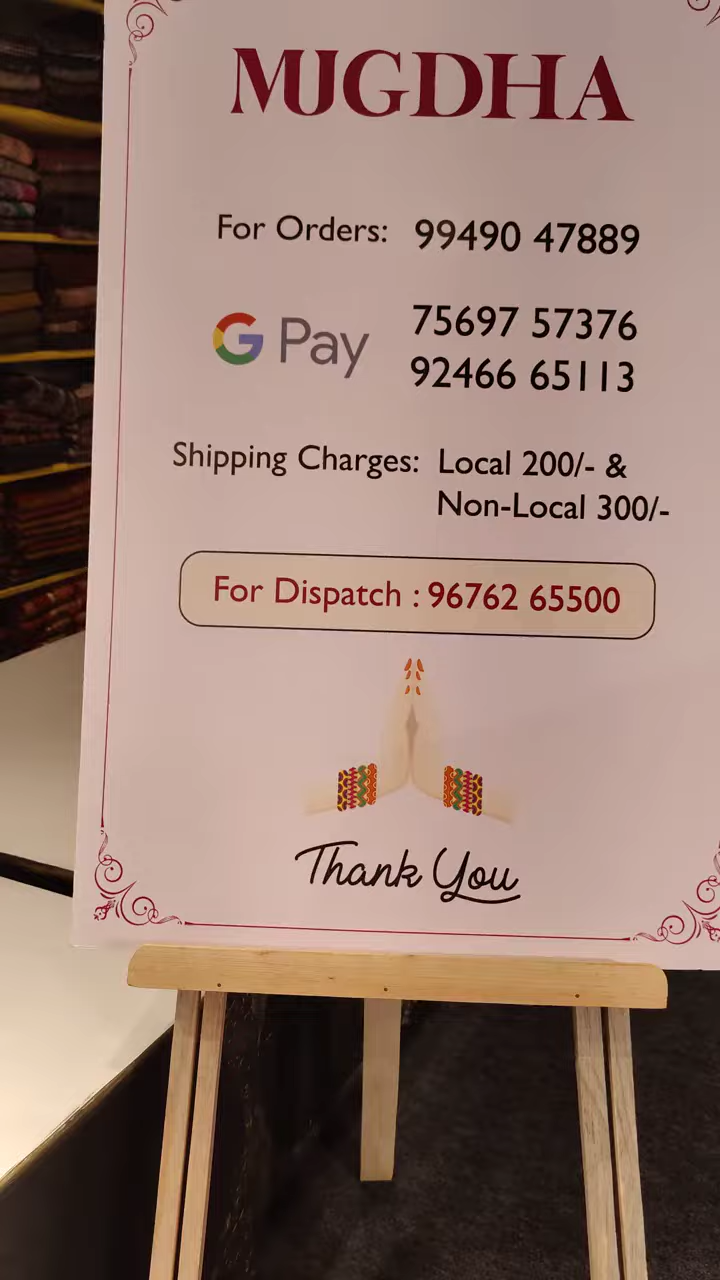 MUGDHA
For Orders: 99490 47889
G Pay 75697 57376
92466 65113
Shipping Charges: Local 200/- &
Non-Local 300/-
For Dispatch : 96762 65500
Thank You